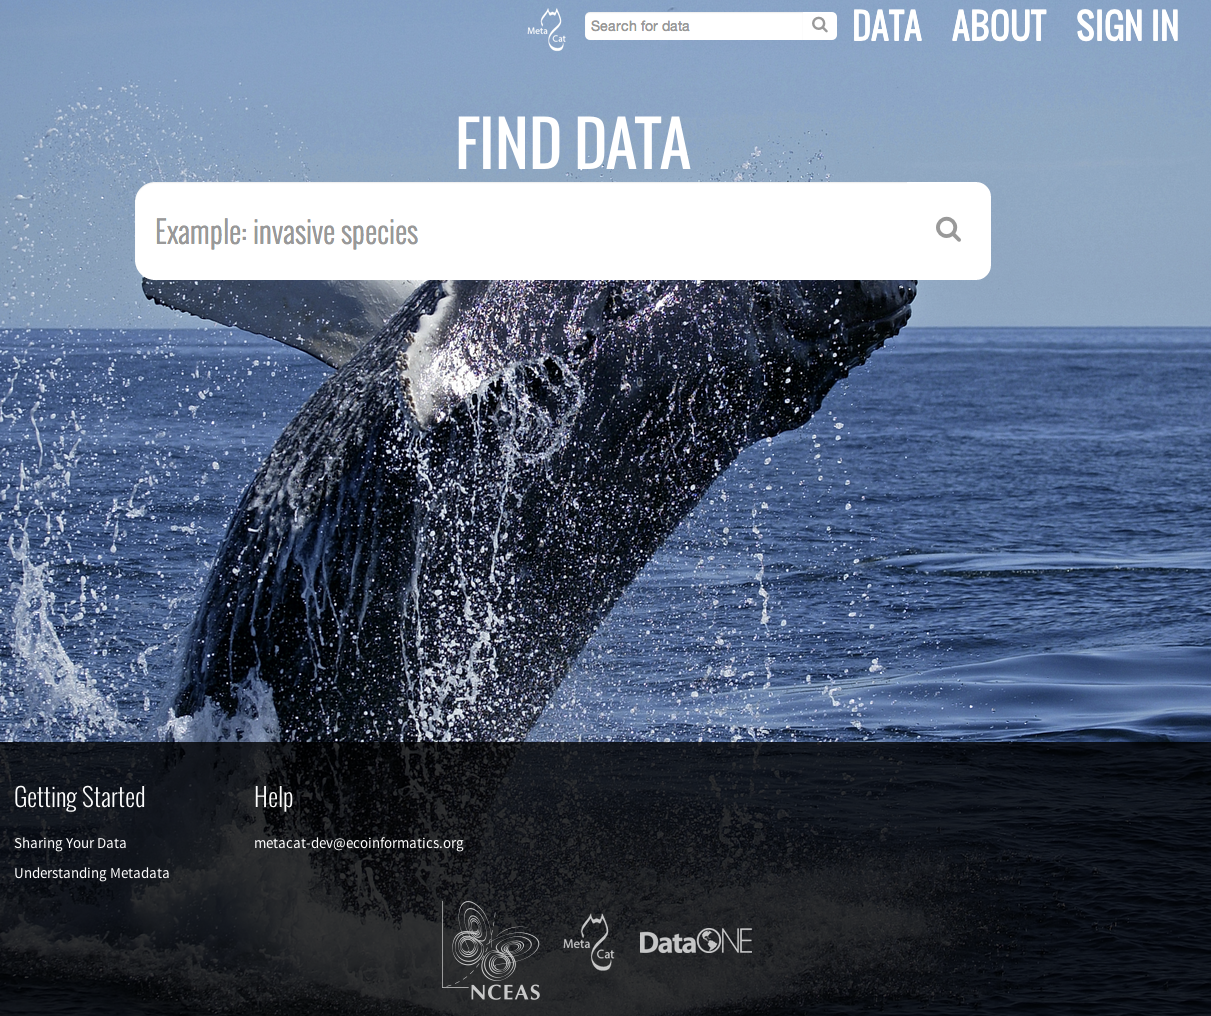 Meta Cat
Search for data
DATA ABOUT SIGN IN
FIND DATA
Example: invasive species
Getting Started
Help
Sharing Your Data
metacat-dev@ecoinformatics.org
Understanding Metadata
NCEAS
Meta Cat
DataONE